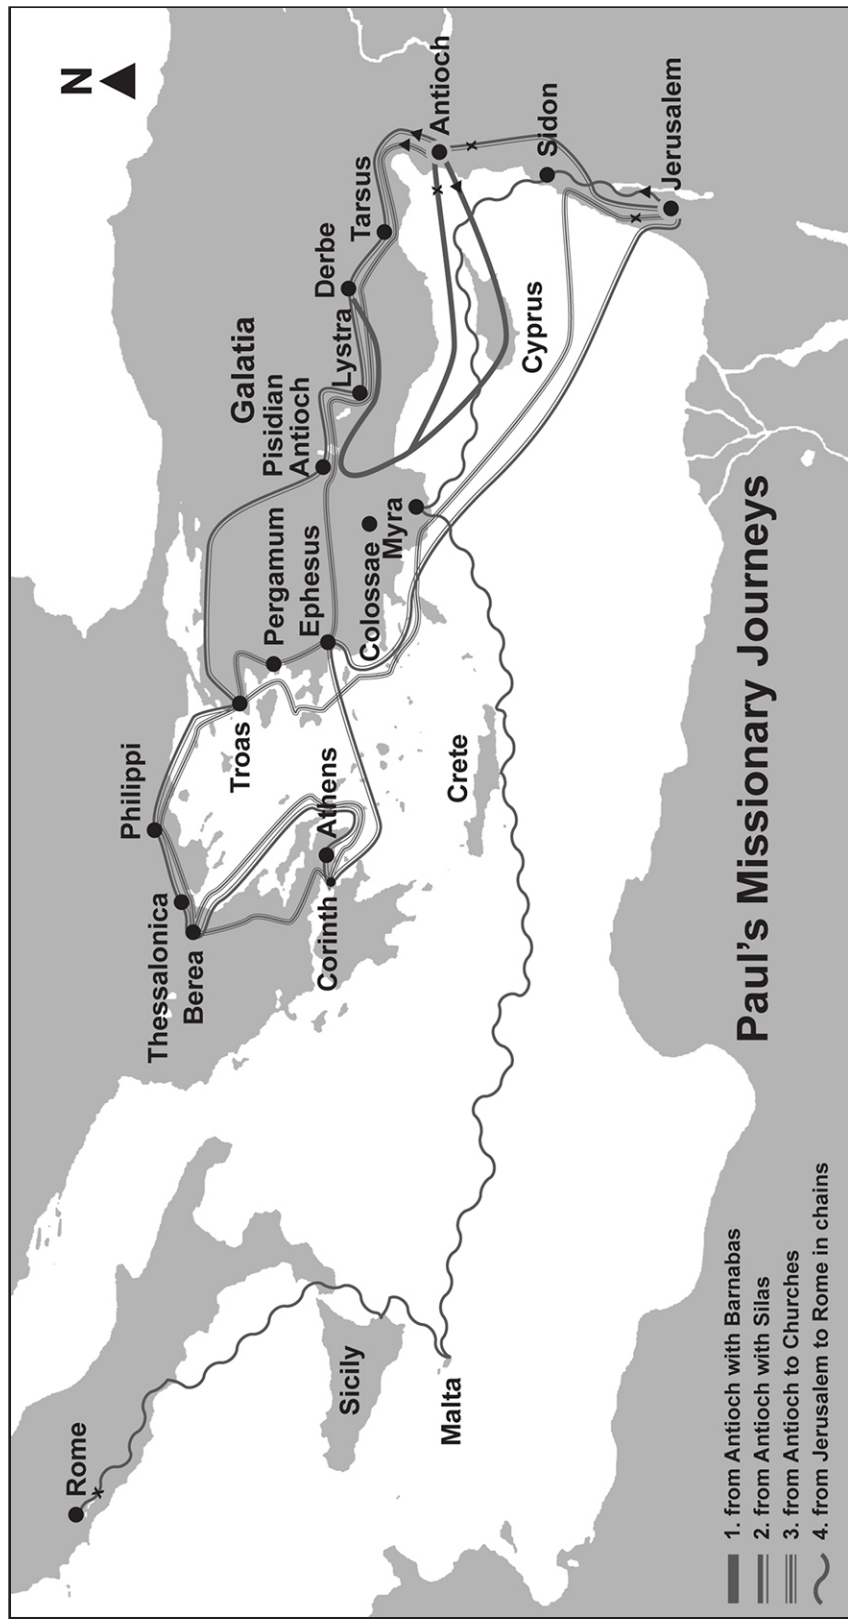 N
Rome
Sicily
Malta
Thessalonica
Berea
Philippi
Corinth
Athens
Troas
Crete
Pergamum
Ephesus
Colossae
Myra
Galatia
Pisidian
Antioch
Lystra
Derbe
Tarsus
Cyprus
Antioch
Sidon
Jerusalem
Paul's Missionary Journeys
1. from Antioch with Barnabas
2. from Antioch with Silas
3. from Antioch to Churches
4. from Jerusalem to Rome in chains